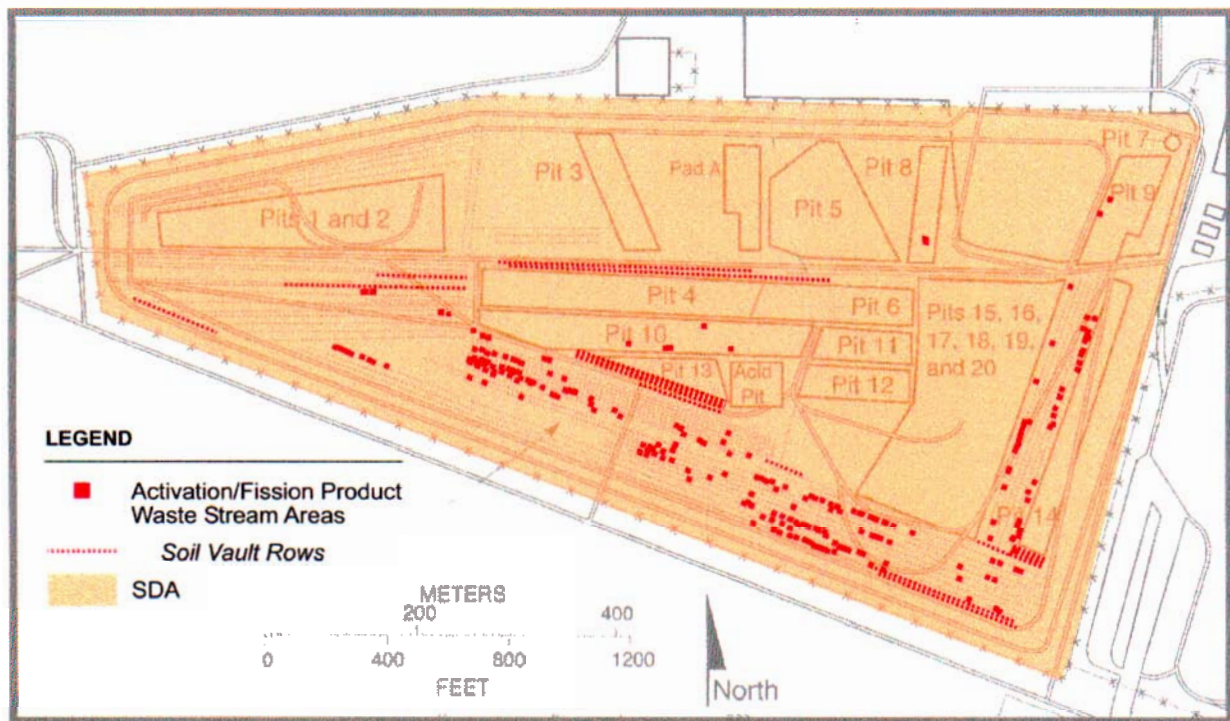 Pit 7
Pit 3
Pad A
Pit 8
Pit 9
Pit 5
Pits 1 and 2
Pit 4
Pit 6
Pits 15, 16,
17, 18, 19,
and 20
Pit 10
Pit 11
Pit 13
Acid
Pit
Pit 12
Pit 14
LEGEND
Activation/Fission Product
Waste Stream Areas
Soil Vault Rows
SDA
METERS
200
400
0
400
800
1200
FEET
North